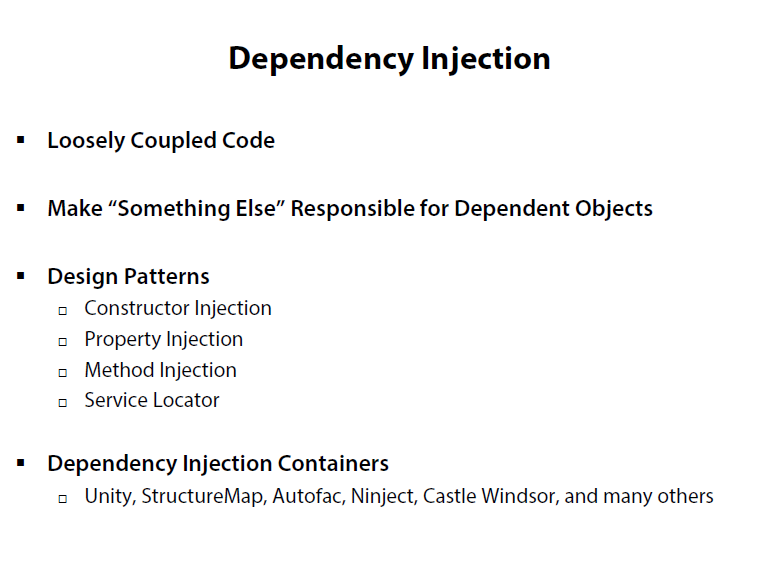 Dependency Injection
▪ Loosely Coupled Code
▪ Make “Something Else” Responsible for Dependent Objects
▪ Design Patterns
□ Constructor Injection
□ Property Injection
□ Method Injection
□ Service Locator
▪ Dependency Injection Containers
□ Unity, StructureMap, Autofac, Ninject, Castle Windsor, and many others